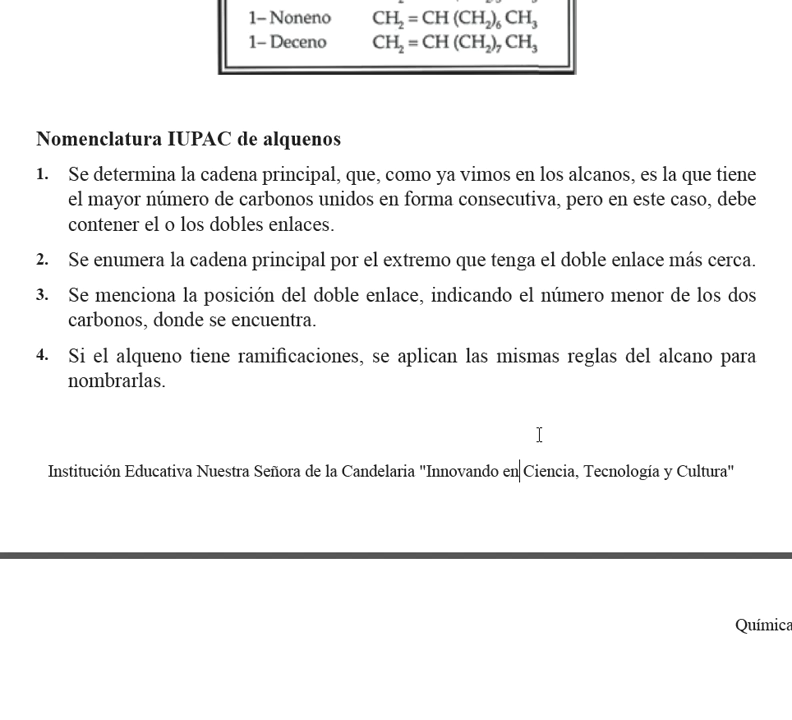 1– Noneno CH₂ = CH (CH₂)₆ CH₃
1– Deceno CH₂ = CH (CH₂)₇ CH₃
Nomenclatura IUPAC de alquenos
1. Se determina la cadena principal, que, como ya vimos en los alcanos, es la que tiene
el mayor número de carbonos unidos en forma consecutiva, pero en este caso, debe
contener el o los dobles enlaces.
2. Se enumera la cadena principal por el extremo que tenga el doble enlace más cerca.
3. Se menciona la posición del doble enlace, indicando el número menor de los dos
carbonos, donde se encuentra.
4. Si el alqueno tiene ramificaciones, se aplican las mismas reglas del alcano para
nombrarlas.
Institución Educativa Nuestra Señora de la Candelaria "Innovando en Ciencia, Tecnología y Cultura"
Química